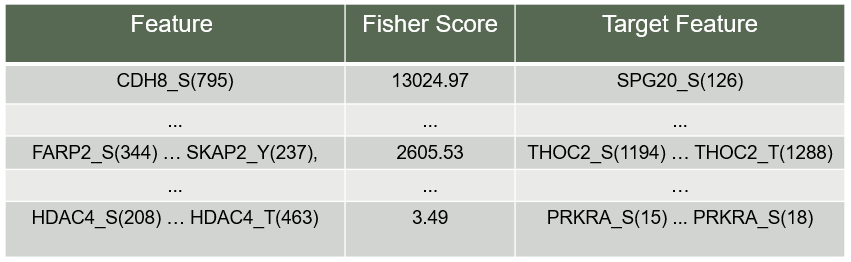 Feature Fisher Score Target Feature
CDH8_S(795) 13024.97 SPG20_S(126)
... ... ...
FARP2_S(344) … SKAP2_Y(237), 2605.53 THOC2_S(1194) … THOC2_T(1288)
... ... …
HDAC4_S(208) … HDAC4_T(463) 3.49 PRKRA_S(15) ... PRKRA_S(18)